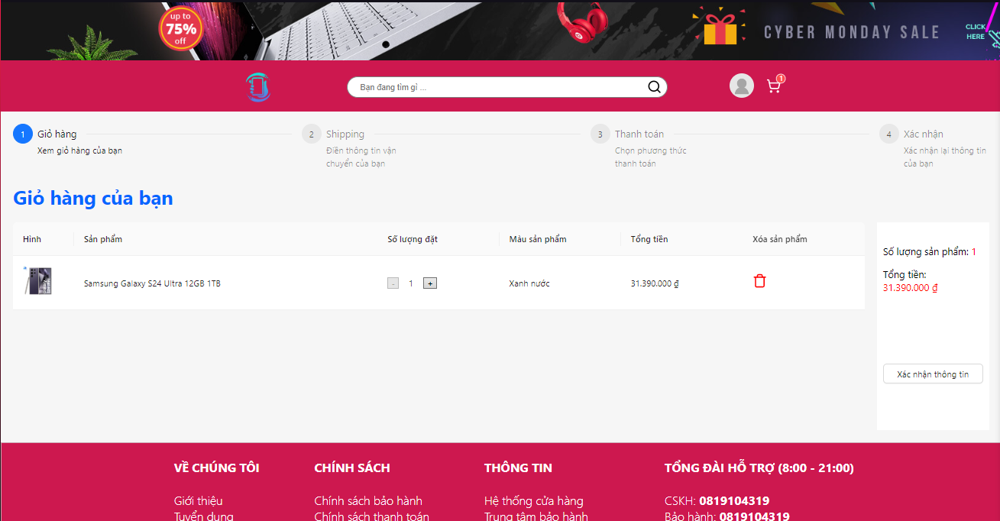 up to
75%
off
CYBER MONDAY SALE
CLICK
HERE
Bạn đang tìm gì ...
1
1 Giỏ hàng
Xem giỏ hàng của bạn
2 Shipping
Điền thông tin vận
chuyển của bạn
3 Thanh toán
Chọn phương thức
thanh toán
4 Xác nhận
Xác nhận lại thông tin
của bạn
Giỏ hàng của bạn
Hình Sản phẩm Số lượng đặt Màu sản phẩm Tổng tiền Xóa sản phẩm
Samsung Galaxy S24 Ultra 12GB 1TB - 1 + Xanh nước 31.390.000 ₫
Số lượng sản phẩm: 1
Tổng tiền:
31.390.000 ₫
Xác nhận thông tin
VỀ CHÚNG TÔI CHÍNH SÁCH THÔNG TIN TỔNG ĐÀI HỖ TRỢ (8:00 - 21:00)
Giới thiệu Chính sách bảo hành Hệ thống cửa hàng CSKH: 0819104319
Tuyển dụng Chính sách thanh toán Trung tâm bảo hành Bảo hành: 0819104319